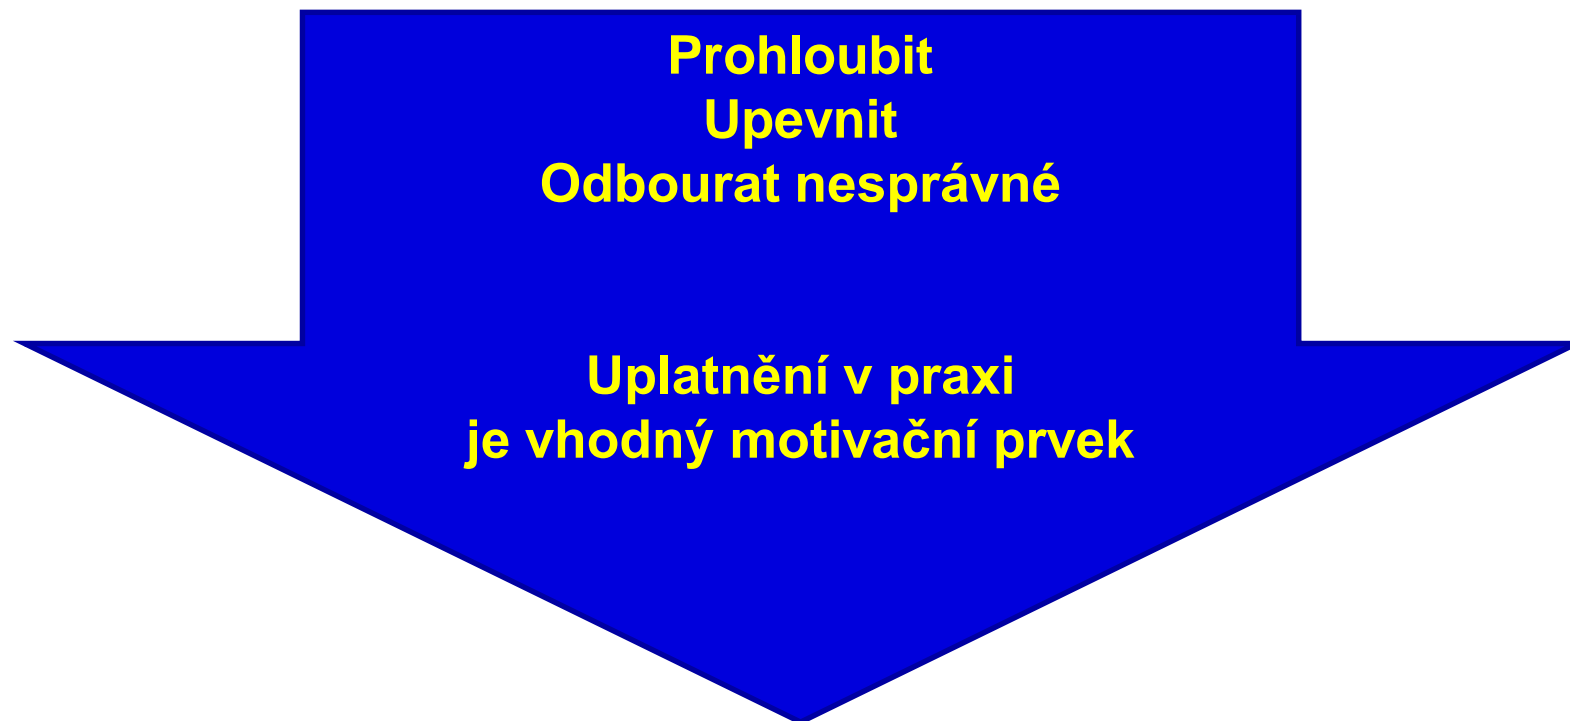 Prohloubit
Upevnit
Odbourat nesprávné
Uplatnění v praxi
je vhodný motivační prvek